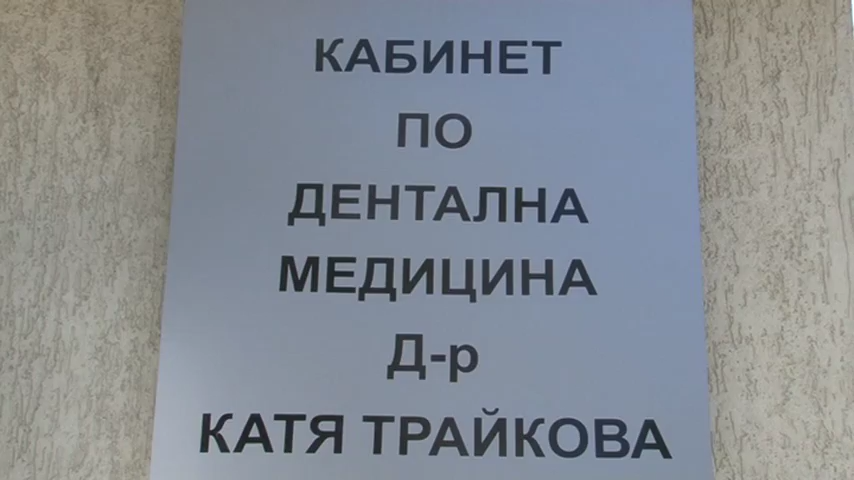 КАБИНЕТ
ПО
ДЕНТАЛНА
МЕДИЦИНА
Д-р
КАТЯ ТРАЙКОВА